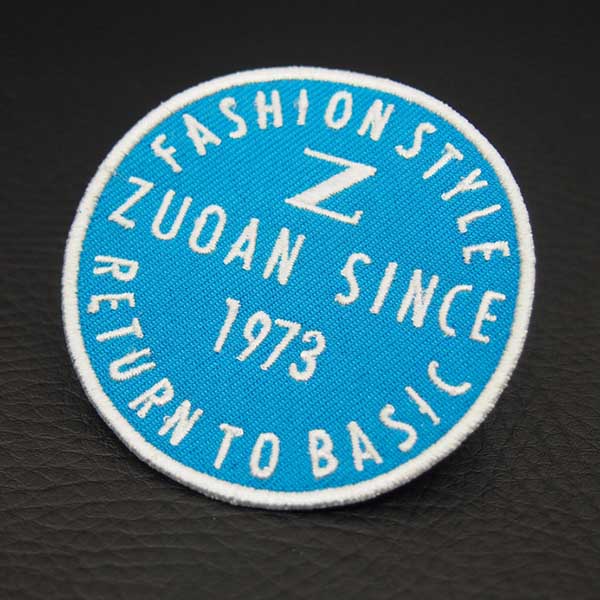 FASHION STYLE
Z
ZUOAN SINCE
1973
RETURN TO BASIC